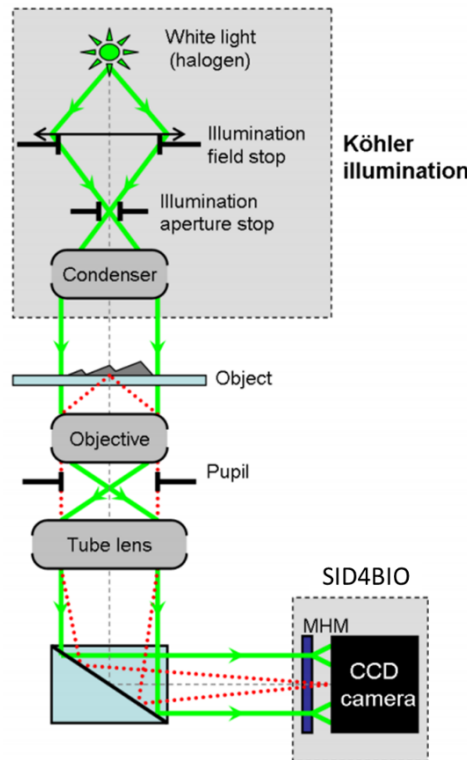 White light
(halogen)
Illumination
field stop
Köhler
illumination
Illumination
aperture stop
Condenser
Object
Objective
Pupil
Tube lens
SID4BIO
MHM
CCD
camera